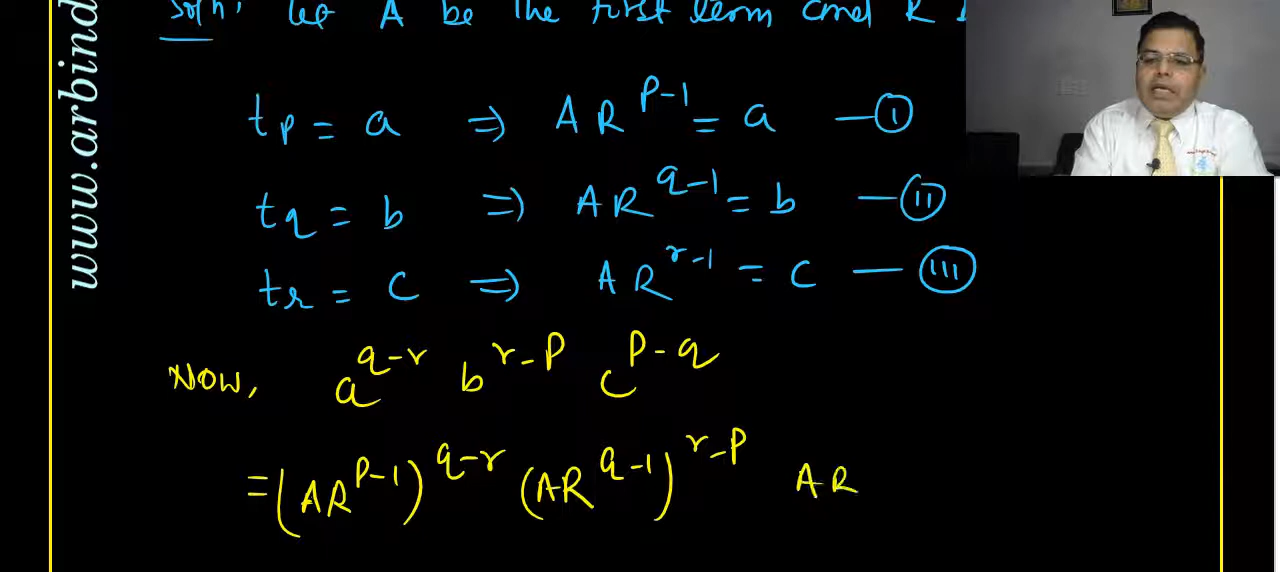 Soln. Let A be the first term and R
t_p = a ⇒ AR^{p-1} = a —(I)
t_q = b ⇒ AR^{q-1} = b —(II)
t_r = c ⇒ AR^{r-1} = c —(III)
Now, a^{q-r} b^{r-p} c^{p-q}
= (AR^{p-1})^{q-r} (AR^{q-1})^{r-p} AR
www.arbind